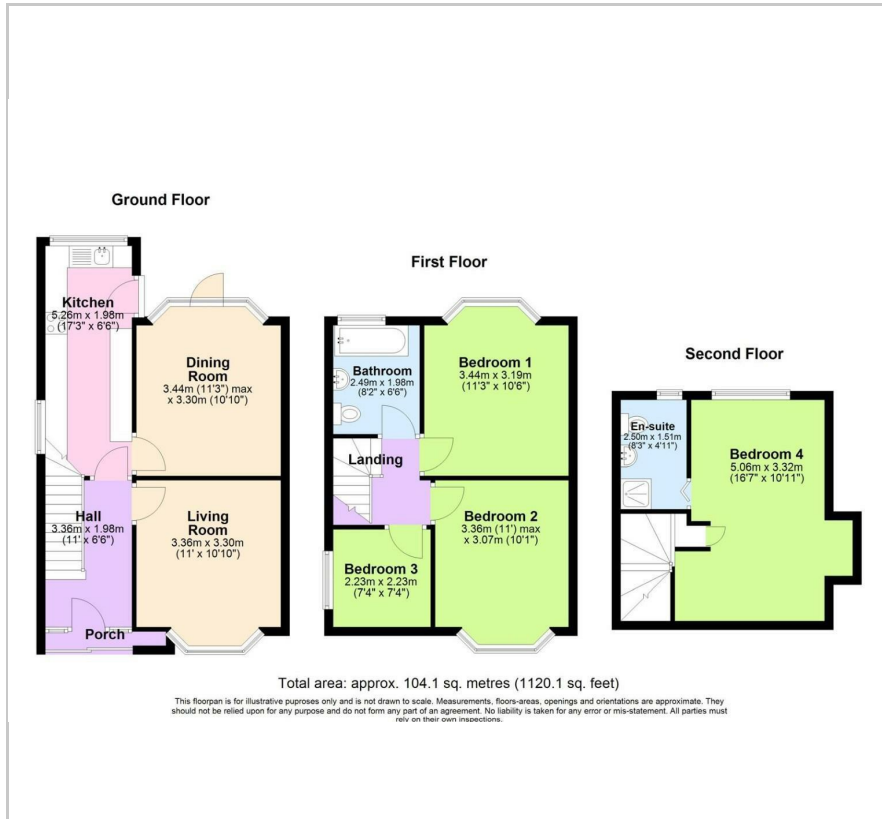 Ground Floor
Kitchen
5.26m x 1.98m
(17'3" x 6'6")
Dining
Room
3.44m (11'3") max
x 3.30m (10'10")
Hall
3.36m x 1.98m
(11' x 6'6")
Living
Room
3.36m x 3.30m
(11' x 10'10")
Porch
First Floor
Bathroom
2.49m x 1.98m
(8'2" x 6'6")
Bedroom 1
3.44m x 3.19m
(11'3" x 10'6")
Landing
Bedroom 2
3.36m (11') max
x 3.07m (10'1")
Bedroom 3
2.23m x 2.23m
(7'4" x 7'4")
Second Floor
En-suite
2.50m x 1.51m
(8'3" x 4'11")
Bedroom 4
5.06m x 3.32m
(16'7" x 10'11")
Total area: approx. 104.1 sq. metres (1120.1 sq. feet)
This floorpan is for illustrative puproses only and is not drawn to scale. Measurements, floors-areas, openings and orientations are approximate. They
should not be relied upon for any purpose and do not form any part of an agreement. No liability is taken for any error or mis-statement. All parties must
rely on their own inspections.